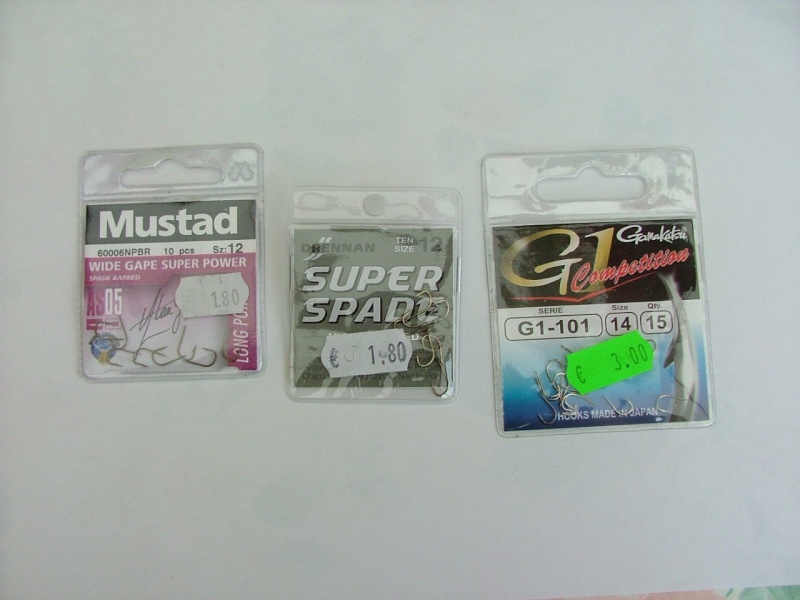 Mustad
60006NPBR 10 pcs Sz: 12
WIDE GAPE SUPER POWER
SPADE BARBED
05
1.80
DRENNAN
TEN
SIZE 12
SUPER
SPADE
€ 1.80
G1
Gamakatsu
Competition
SERIE Size Qty.
G1-101 14 15
€ 3.00
HOOKS MADE IN JAPAN